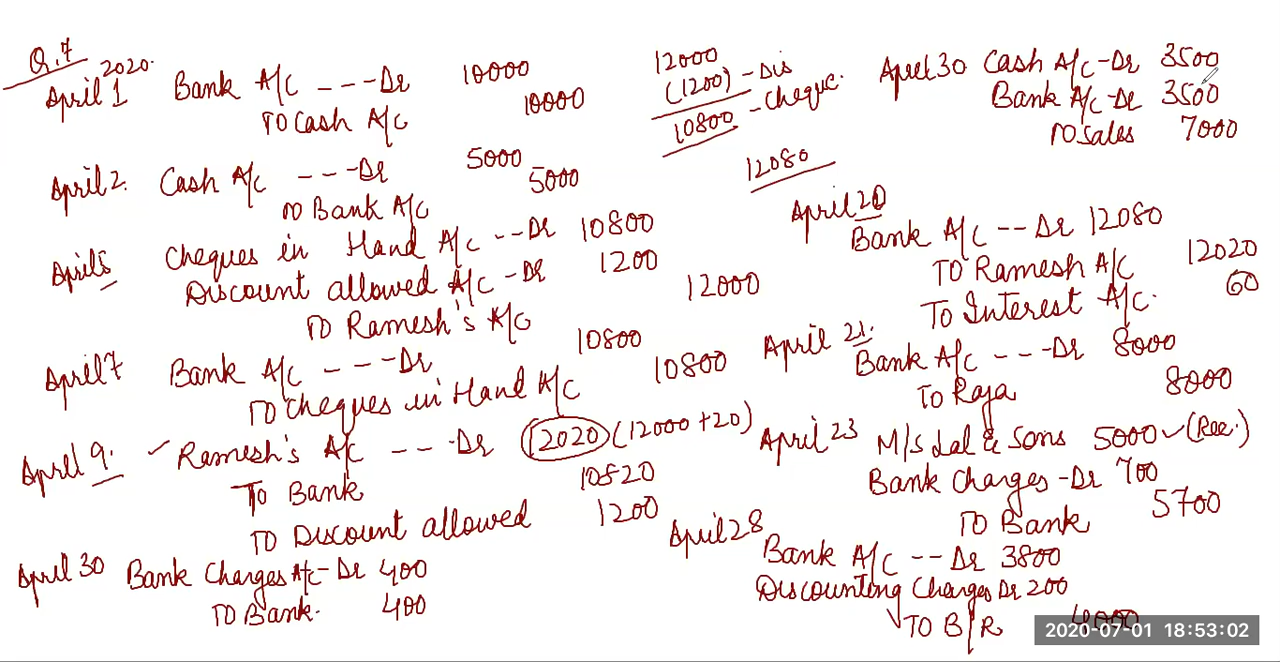 Q.7
2020.
April 1 Bank A/c - - - Dr 10000
To Cash A/c 10000
April 2. Cash A/c - - - Dr 5000
To Bank A/c 5000
April 5 Cheques in Hand A/c - - Dr 10800
Discount allowed A/c - Dr 1200
To Ramesh's A/c 12000
April 7 Bank A/c - - - Dr 10800
To Cheques in Hand A/c 10800
April 9. Ramesh's A/c - - - Dr 12020 (12000 + 20)
To Bank 10820
To Discount allowed 1200
April 30 Bank Charges A/c - Dr 400
To Bank. 400
12000
(1200) - Dis
10800 - Cheque.
12080
April 30 Cash A/c - Dr 3500
Bank A/c - Dr 3500
To Sales 7000
April 20
Bank A/c - - Dr 12080
To Ramesh A/c 12020
To Interest A/c. 60
April 21.
Bank A/c - - - Dr 8000
To Raja 8000
April 23 M/s Lal & Sons 5000 (Rec.)
Bank Charges - Dr 700
To Bank 5700
April 28
Bank A/c - - Dr 3800
Discounting Charges Dr 200
To B/R 4000
2020-07-01 18:53:02